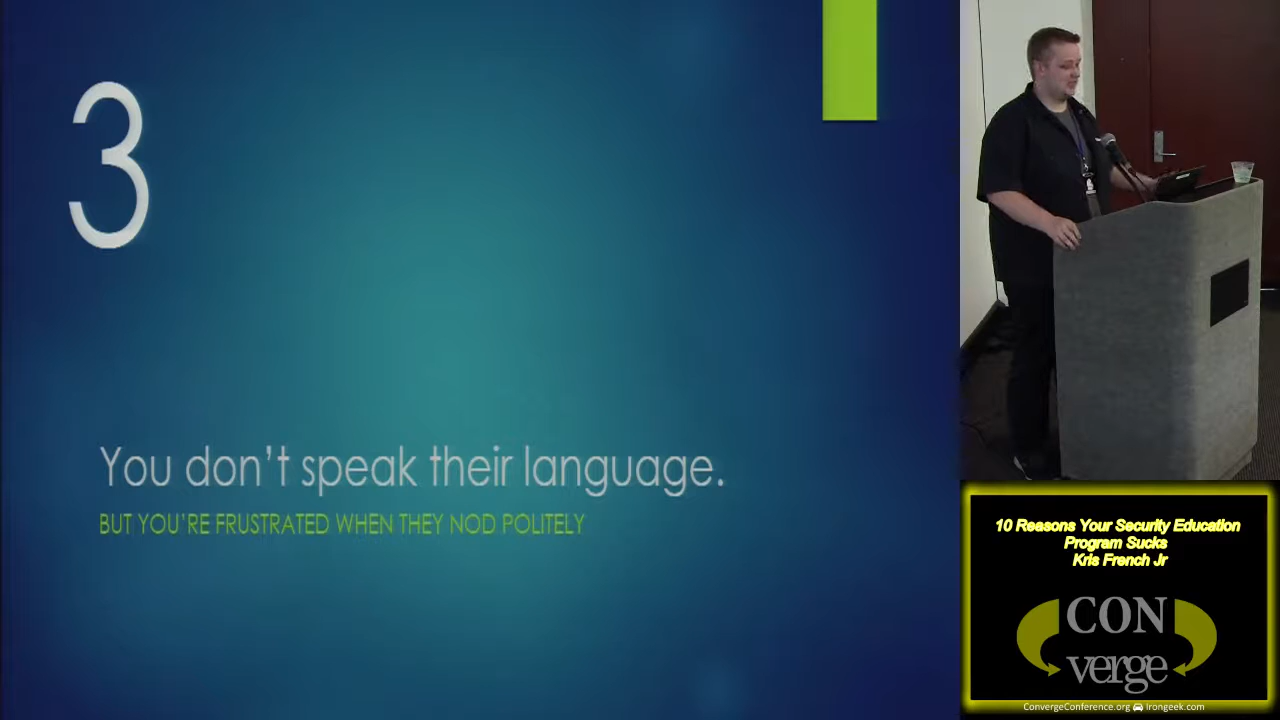 3
You don't speak their language.
BUT YOU'RE FRUSTRATED WHEN THEY NOD POLITELY
10 Reasons Your Security Education
Program Sucks
Kris French Jr
CON
verge
ConvergeConference.org Irongeek.com